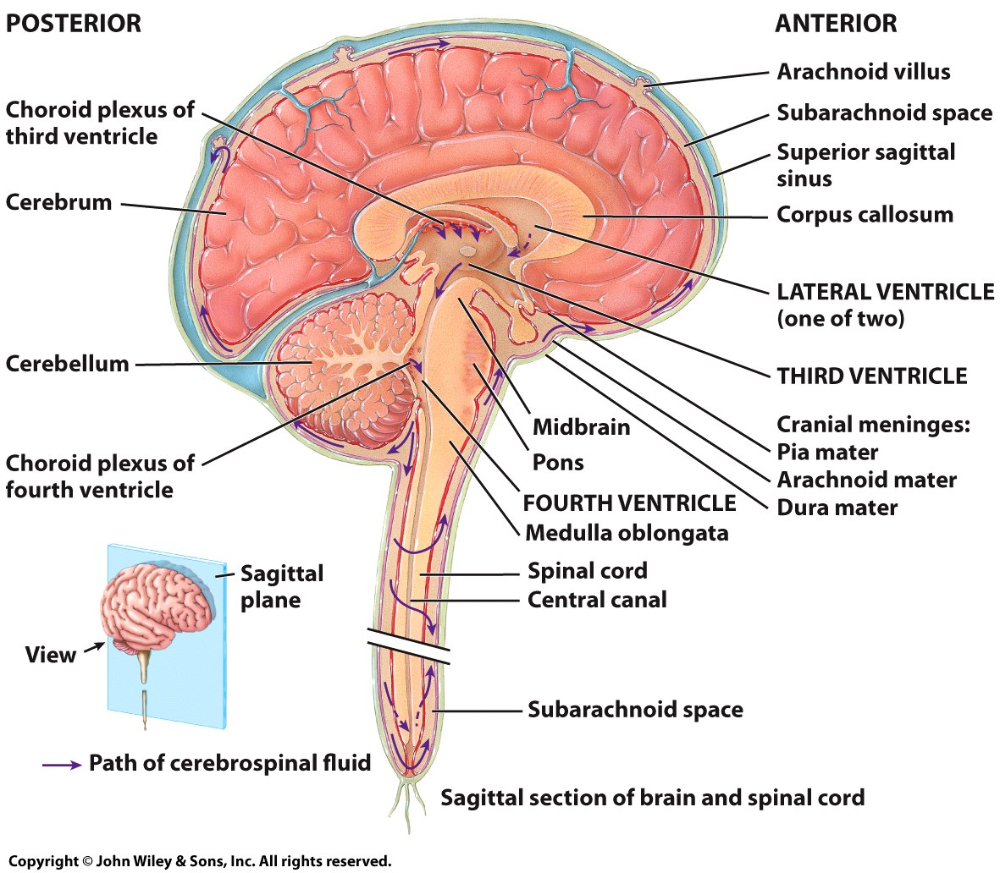 POSTERIOR
ANTERIOR
Choroid plexus of
third ventricle
Cerebrum
Cerebellum
Choroid plexus of
fourth ventricle
Arachnoid villus
Subarachnoid space
Superior sagittal
sinus
Corpus callosum
LATERAL VENTRICLE
(one of two)
THIRD VENTRICLE
Cranial meninges:
Pia mater
Arachnoid mater
Dura mater
Midbrain
Pons
FOURTH VENTRICLE
Medulla oblongata
Spinal cord
Central canal
Subarachnoid space
Sagittal
plane
View
Path of cerebrospinal fluid
Sagittal section of brain and spinal cord
Copyright © John Wiley & Sons, Inc. All rights reserved.